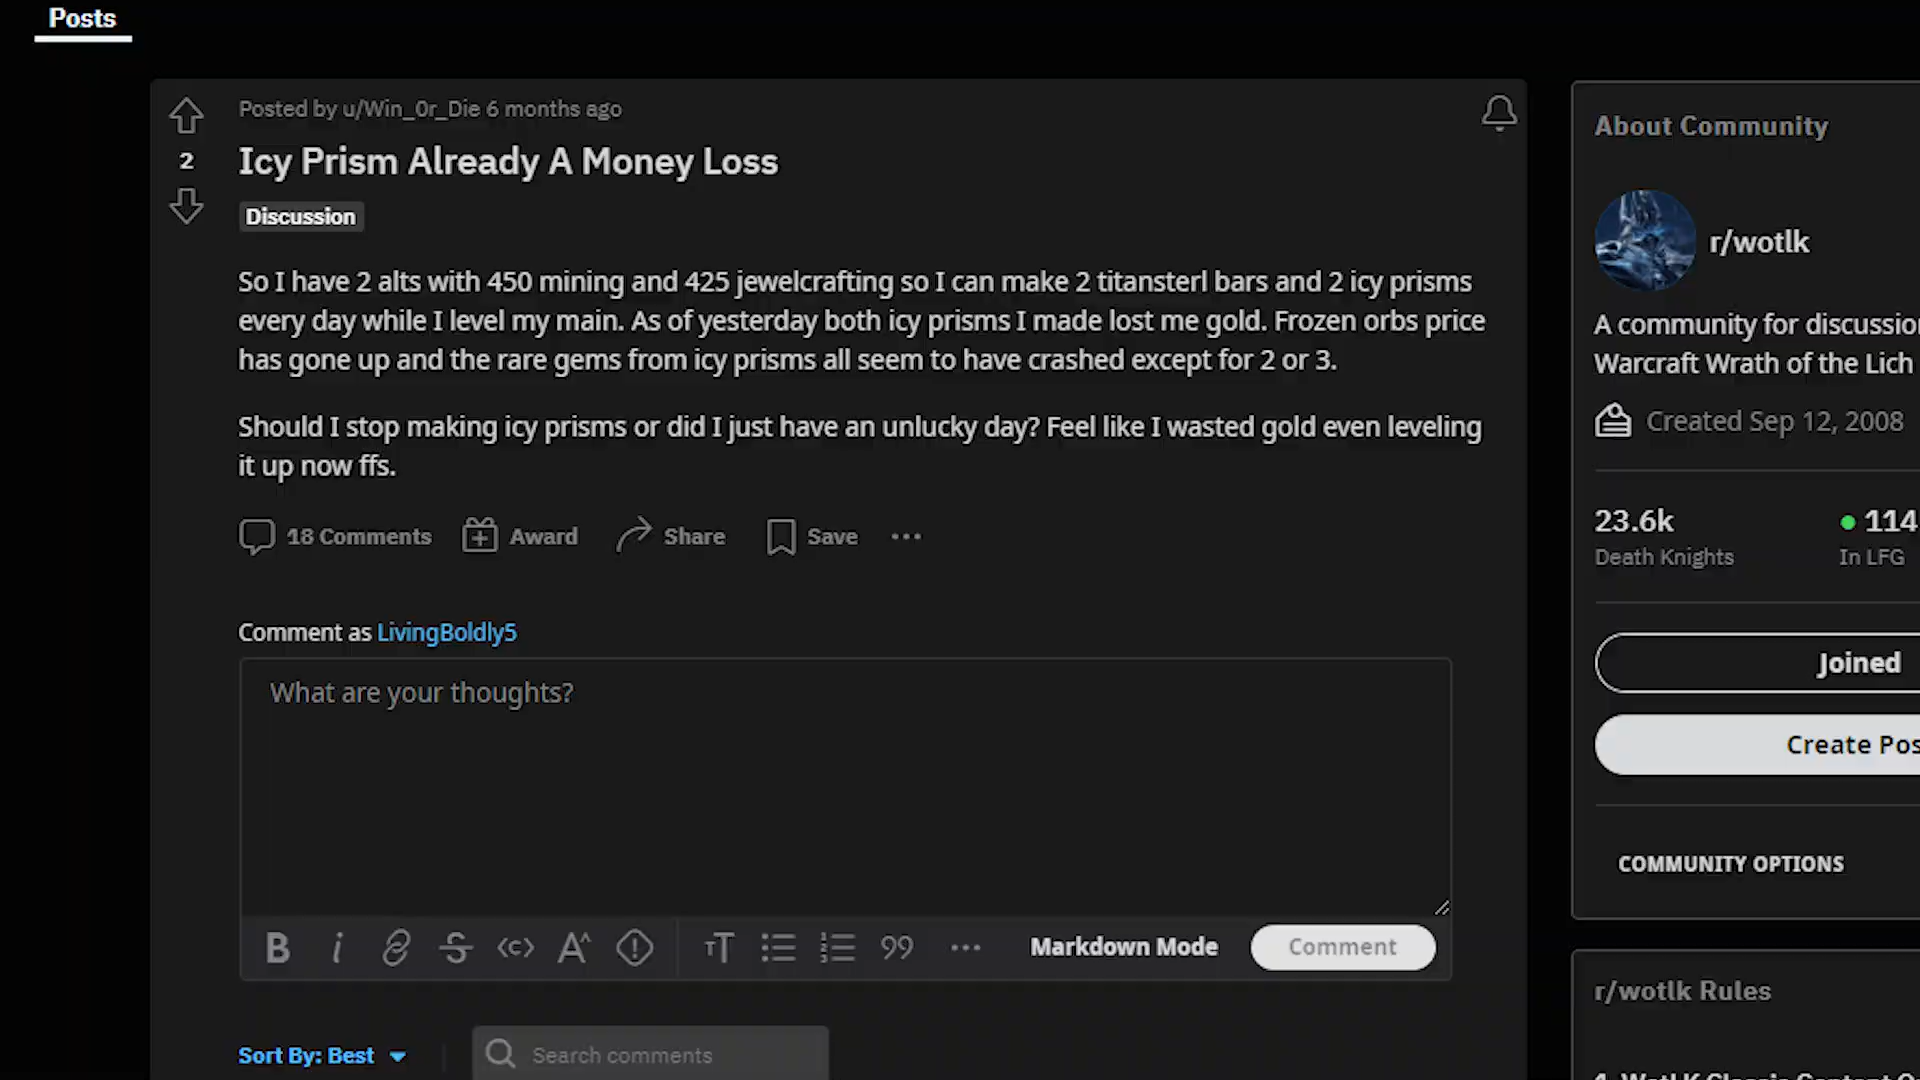 Posts
Posted by u/Win_0r_Die 6 months ago
2
Icy Prism Already A Money Loss
Discussion
So I have 2 alts with 450 mining and 425 jewelcrafting so I can make 2 titansterl bars and 2 icy prisms
every day while I level my main. As of yesterday both icy prisms I made lost me gold. Frozen orbs price
has gone up and the rare gems from icy prisms all seem to have crashed except for 2 or 3.
Should I stop making icy prisms or did I just have an unlucky day? Feel like I wasted gold even leveling
it up now ffs.
18 Comments Award Share Save
Comment as LivingBoldly5
What are your thoughts?
Markdown Mode Comment
Sort By: Best
Search comments
About Community
r/wotlk
A community for discussion
Warcraft Wrath of the Lich
Created Sep 12, 2008
23.6k 114
Death Knights In LFG
Joined
Create Pos
COMMUNITY OPTIONS
r/wotlk Rules